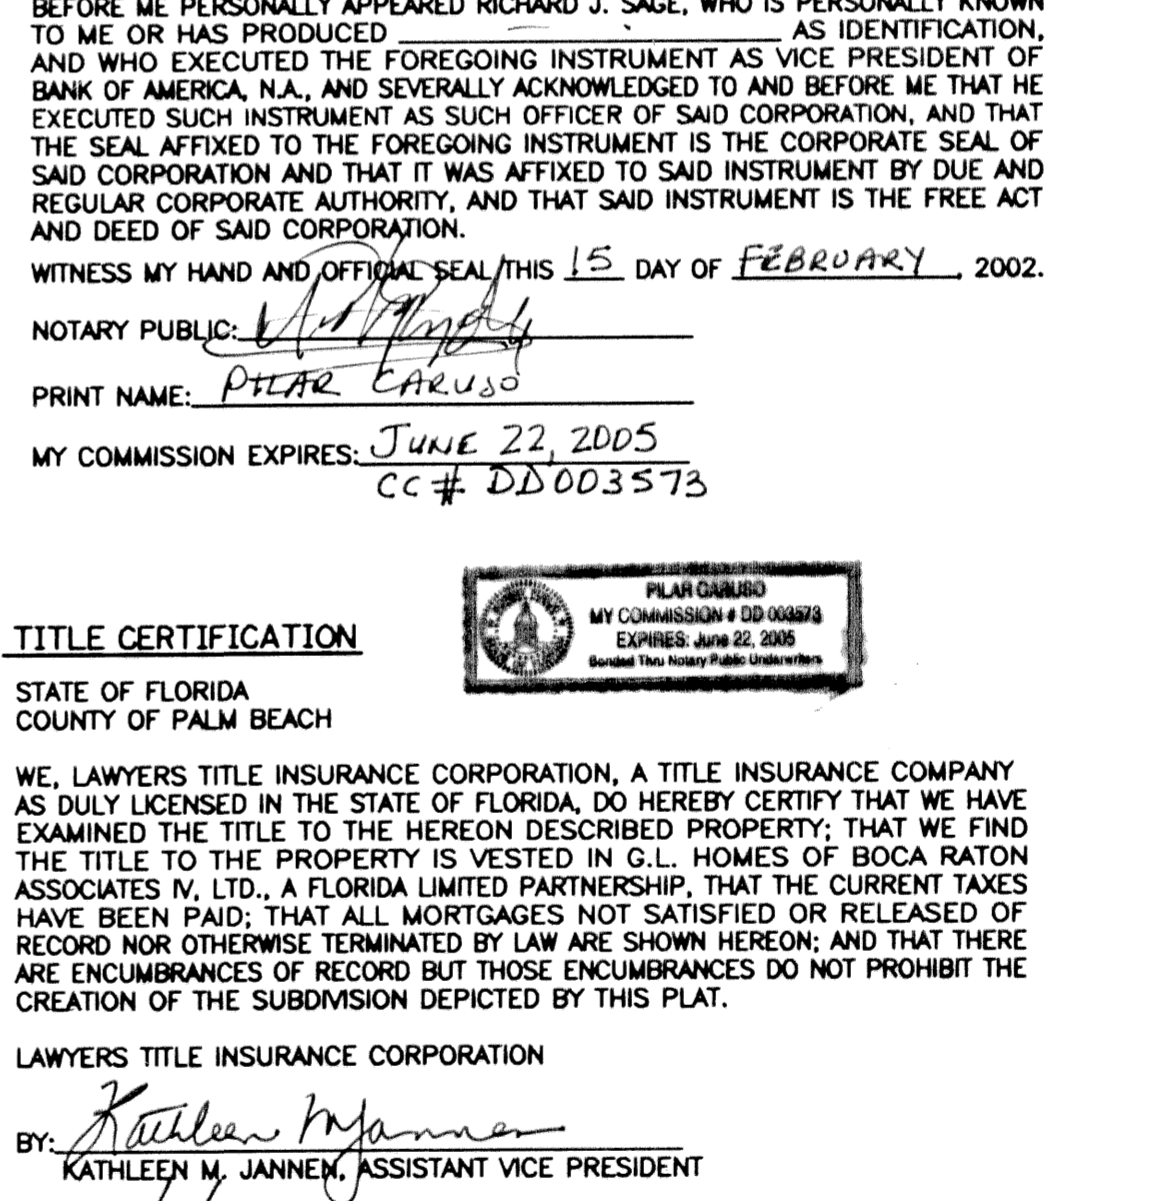 BEFORE ME PERSONALLY APPEARED RICHARD J. SAGE, WHO IS PERSONALLY KNOWN
TO ME OR HAS PRODUCED ____________ AS IDENTIFICATION,
AND WHO EXECUTED THE FOREGOING INSTRUMENT AS VICE PRESIDENT OF
BANK OF AMERICA, N.A., AND SEVERALLY ACKNOWLEDGED TO AND BEFORE ME THAT HE
EXECUTED SUCH INSTRUMENT AS SUCH OFFICER OF SAID CORPORATION, AND THAT
THE SEAL AFFIXED TO THE FOREGOING INSTRUMENT IS THE CORPORATE SEAL OF
SAID CORPORATION AND THAT IT WAS AFFIXED TO SAID INSTRUMENT BY DUE AND
REGULAR CORPORATE AUTHORITY, AND THAT SAID INSTRUMENT IS THE FREE ACT
AND DEED OF SAID CORPORATION.
WITNESS MY HAND AND OFFICIAL SEAL THIS 15 DAY OF FEBRUARY, 2002.
NOTARY PUBLIC:
PRINT NAME: PILAR CARUSO
MY COMMISSION EXPIRES: JUNE 22, 2005
CC# DD003573
PILAR CARUSO
MY COMMISSION # DD 003573
EXPIRES: June 22, 2005
Bonded Thru Notary Public Underwriters
TITLE CERTIFICATION
STATE OF FLORIDA
COUNTY OF PALM BEACH
WE, LAWYERS TITLE INSURANCE CORPORATION, A TITLE INSURANCE COMPANY
AS DULY LICENSED IN THE STATE OF FLORIDA, DO HEREBY CERTIFY THAT WE HAVE
EXAMINED THE TITLE TO THE HEREON DESCRIBED PROPERTY; THAT WE FIND
THE TITLE TO THE PROPERTY IS VESTED IN G.L. HOMES OF BOCA RATON
ASSOCIATES IV, LTD., A FLORIDA LIMITED PARTNERSHIP, THAT THE CURRENT TAXES
HAVE BEEN PAID; THAT ALL MORTGAGES NOT SATISFIED OR RELEASED OF
RECORD NOR OTHERWISE TERMINATED BY LAW ARE SHOWN HEREON; AND THAT THERE
ARE ENCUMBRANCES OF RECORD BUT THOSE ENCUMBRANCES DO NOT PROHIBIT THE
CREATION OF THE SUBDIVISION DEPICTED BY THIS PLAT.
LAWYERS TITLE INSURANCE CORPORATION
BY: Kathleen M Jannen
KATHLEEN M. JANNEN, ASSISTANT VICE PRESIDENT